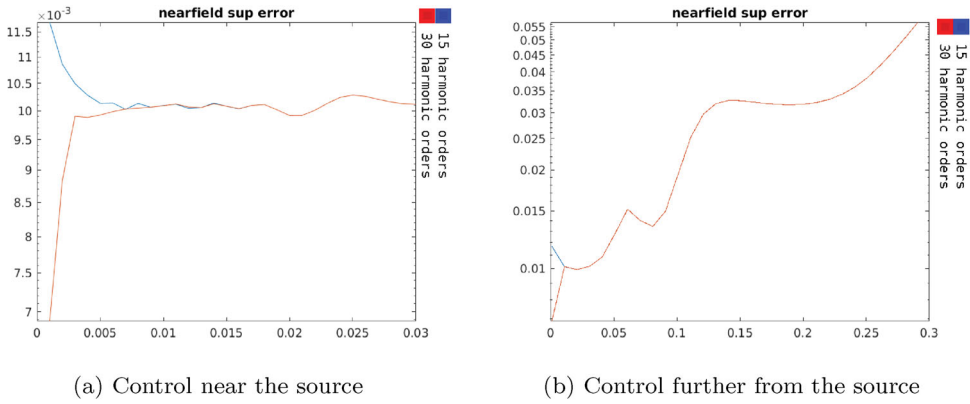 nearfield sup error
×10⁻³
11.5
11
10.5
10
9.5
9
8.5
8
7.5
7
0 0.005 0.01 0.015 0.02 0.025 0.03
15 harmonic orders
30 harmonic orders
(a) Control near the source
nearfield sup error
0.055
0.05
0.045
0.04
0.035
0.03
0.025
0.02
0.015
0.01
0 0.05 0.1 0.15 0.2 0.25 0.3
15 harmonic orders
30 harmonic orders
(b) Control further from the source